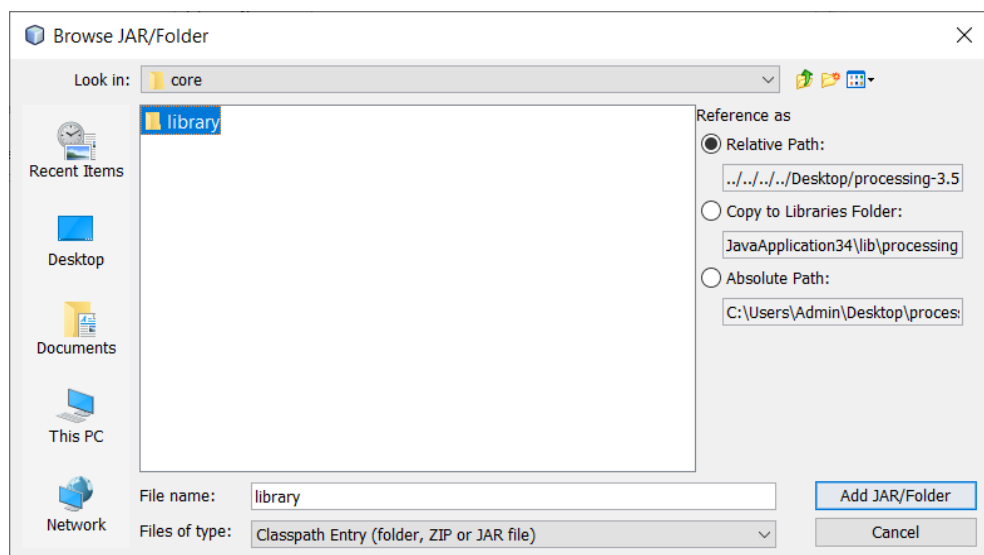 Browse JAR/Folder
Look in:
core
Recent Items
Desktop
Documents
This PC
Network
library
Reference as
Relative Path:
../../../../Desktop/processing-3.5
Copy to Libraries Folder:
JavaApplication34\lib\processing
Absolute Path:
C:\Users\Admin\Desktop\process
File name:
library
Add JAR/Folder
Files of type:
Classpath Entry (folder, ZIP or JAR file)
Cancel